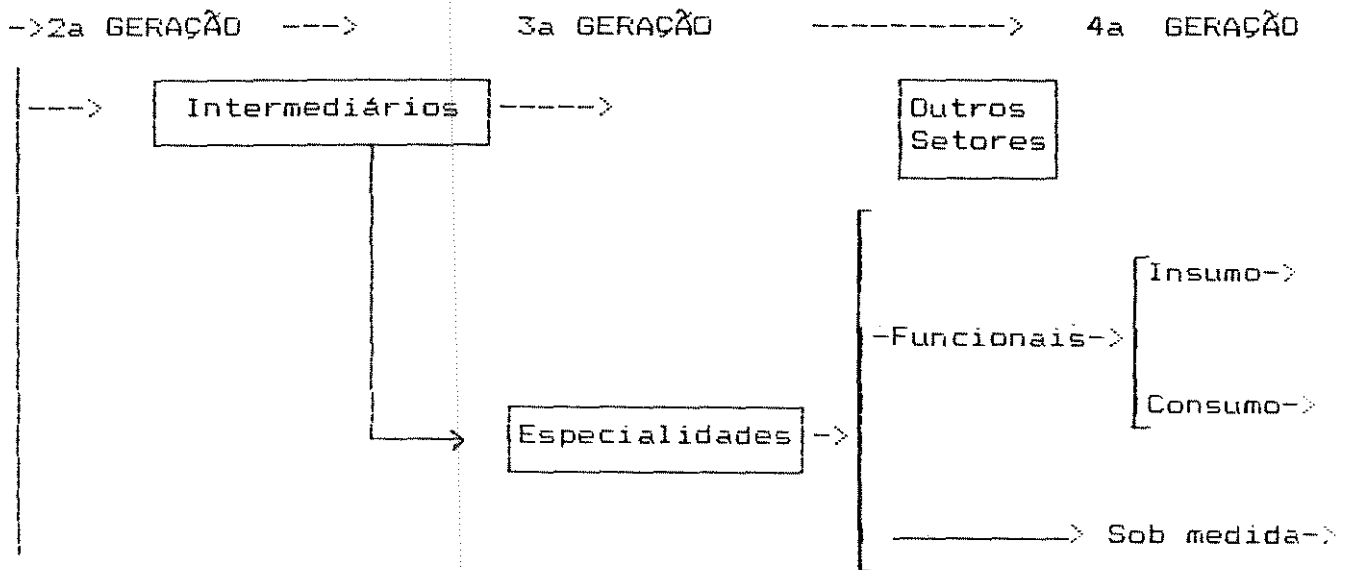 ->2a GERAÇÃO ---> 3a GERAÇÃO ----------> 4a GERAÇÃO
---> Intermediários -----> Outros
Setores
Insumo->
-Funcionais->
Consumo->
Especialidades ->
> Sob medida->